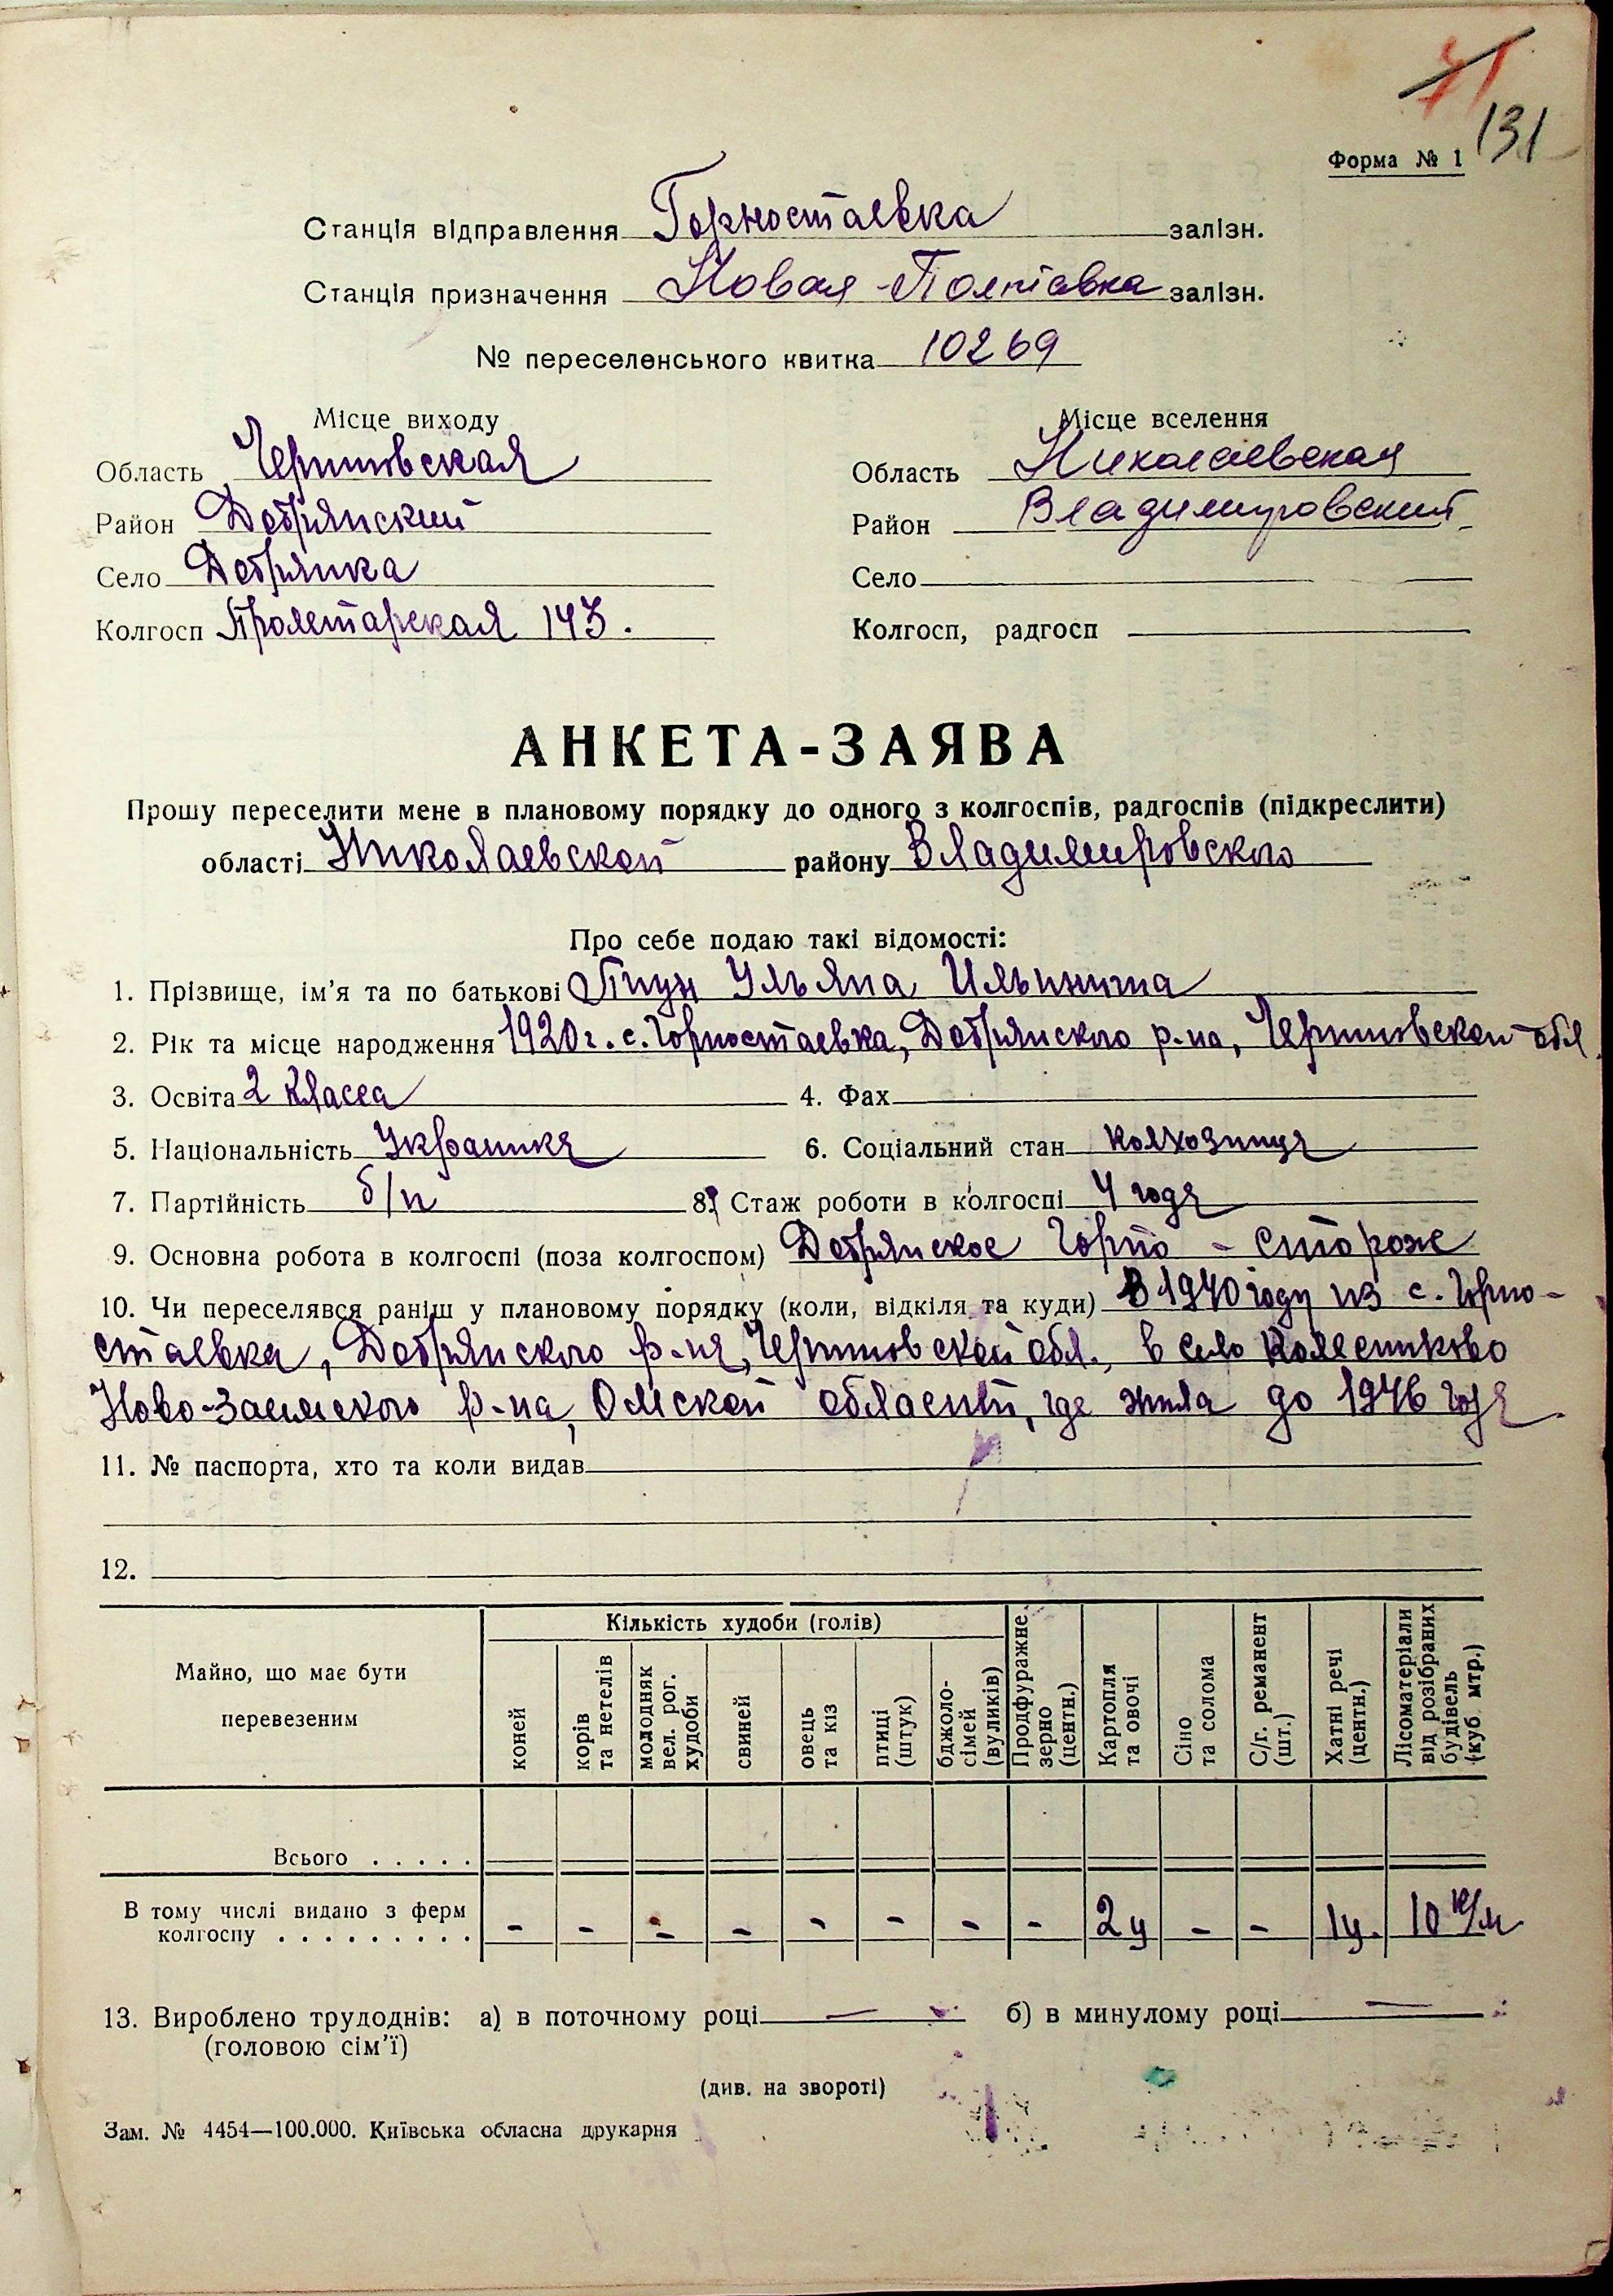 71
131
Форма № 1
Станція відправлення Горностаевка залізн.
Станція призначення Новая-Полтавка залізн.
№ переселенського квитка 10269
Місце виходу
Область Черниговская
Район Добрянский
Село Добрянка
Колгосп Пролетарская 143.
Місце вселення
Область Николаевская
Район Владимировский
Село
Колгосп, радгосп
АНКЕТА-ЗАЯВА
Прошу переселити мене в плановому порядку до одного з колгоспів, радгоспів (підкреслити)
області Николаевской району Владимировского
Про себе подаю такі відомості:
1. Прізвище, ім’я та по батькові Ульяна Ильинична
2. Рік та місце народження 1920 г. с. Горностаевка, Добрянского р-на, Черниговской обл.
3. Освіта 2 класса 4. Фах
5. Національність Украинка 6. Соціальний стан колхозница
7. Партійність б/п 8. Стаж роботи в колгоспі 4 года
9. Основна робота в колгоспі (поза колгоспом) Добрянское - сторож
10. Чи переселявся раніш у плановому порядку (коли, відкіля та куди) В 1940 году из с. Горно-
стаевка, Добрянского р-на, Черниговской обл., в село Колесниково
Ново-Заимского р-на, Омской области, где жила до 1946 года.
11. № паспорта, хто та коли видав
12.
Майно, що має бути
перевезеним
Кількість худоби (голів)
коней
корів
та нетелів
молодняк
вел. рог.
худоби
свиней
овець
та кіз
птиці
(штук)
бджоло-
сімей
(вуликів)
Продфуражне
зерно
(центн.)
Картопля
та овочі
Сіно
та солома
С/г. реманент
(шт.)
Хатні речі
(центн.)
Лісоматеріали
від розібраних
будівель
(куб. мтр.)
Всього . . . . .
В тому числі видано з ферм
колгоспу . . . . . . . . . - - - - - - - - 2 ц - - 1 ц. 10 к/м
13. Вироблено трудоднів: а) в поточному році — б) в минулому році —
(головою сім’ї)
(див. на звороті)
Зам. № 4454—100.000. Київська обласна друкарня